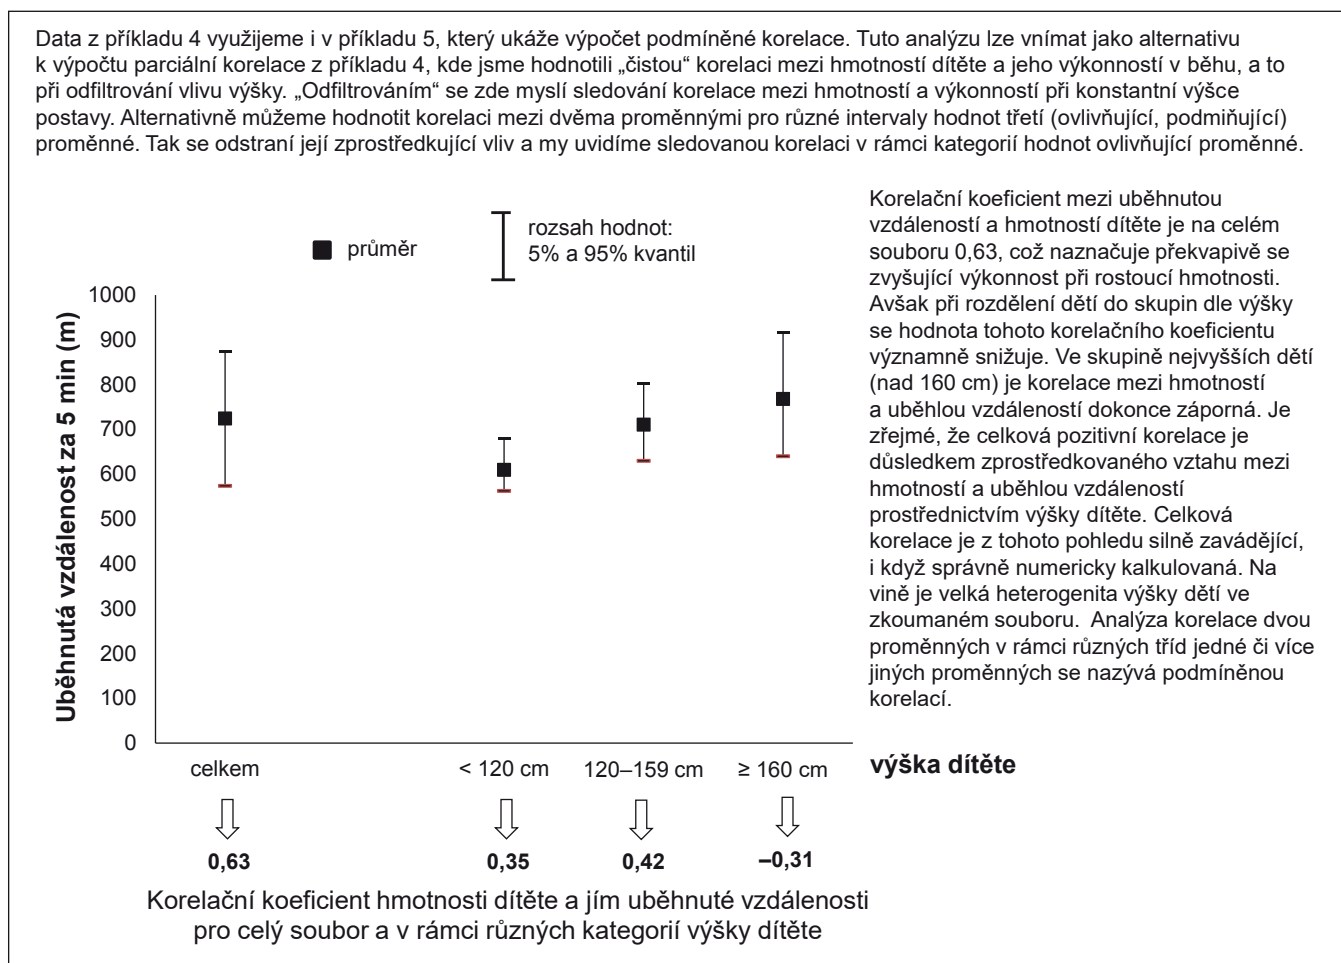 Data z příkladu 4 využijeme i v příkladu 5, který ukáže výpočet podmíněné korelace. Tuto analýzu lze vnímat jako alternativu
k výpočtu parciální korelace z příkladu 4, kde jsme hodnotili „čistou“ korelaci mezi hmotností dítěte a jeho výkonností v běhu, a to
při odfiltrování vlivu výšky. „Odfiltrováním“ se zde myslí sledování korelace mezi hmotností a výkonností při konstantní výšce
postavy. Alternativně můžeme hodnotit korelaci mezi dvěma proměnnými pro různé intervaly hodnot třetí (ovlivňující, podmiňující)
proměnné. Tak se odstraní její zprostředkující vliv a my uvidíme sledovanou korelaci v rámci kategorií hodnot ovlivňující proměnné.
průměr
rozsah hodnot:
5% a 95% kvantil
Uběhnutá vzdálenost za 5 min (m)
1000
900
800
700
600
500
400
300
200
100
0
celkem
< 120 cm
120–159 cm
≥ 160 cm
výška dítěte
0,63
0,35
0,42
–0,31
Korelační koeficient hmotnosti dítěte a jím uběhnuté vzdálenosti
pro celý soubor a v rámci různých kategorií výšky dítěte
Korelační koeficient mezi uběhnutou
vzdáleností a hmotností dítěte je na celém
souboru 0,63, což naznačuje překvapivě se
zvyšující výkonnost při rostoucí hmotnosti.
Avšak při rozdělení dětí do skupin dle výšky
se hodnota tohoto korelačního koeficientu
významně snižuje. Ve skupině nejvyšších dětí
(nad 160 cm) je korelace mezi hmotností
a uběhlou vzdáleností dokonce záporná. Je
zřejmé, že celková pozitivní korelace je
důsledkem zprostředkovaného vztahu mezi
hmotností a uběhlou vzdáleností
prostřednictvím výšky dítěte. Celková
korelace je z tohoto pohledu silně zavádějící,
i když správně numericky kalkulovaná. Na
vině je velká heterogenita výšky dětí ve
zkoumaném souboru. Analýza korelace dvou
proměnných v rámci různých tříd jedné či více
jiných proměnných se nazývá podmíněnou
korelací.